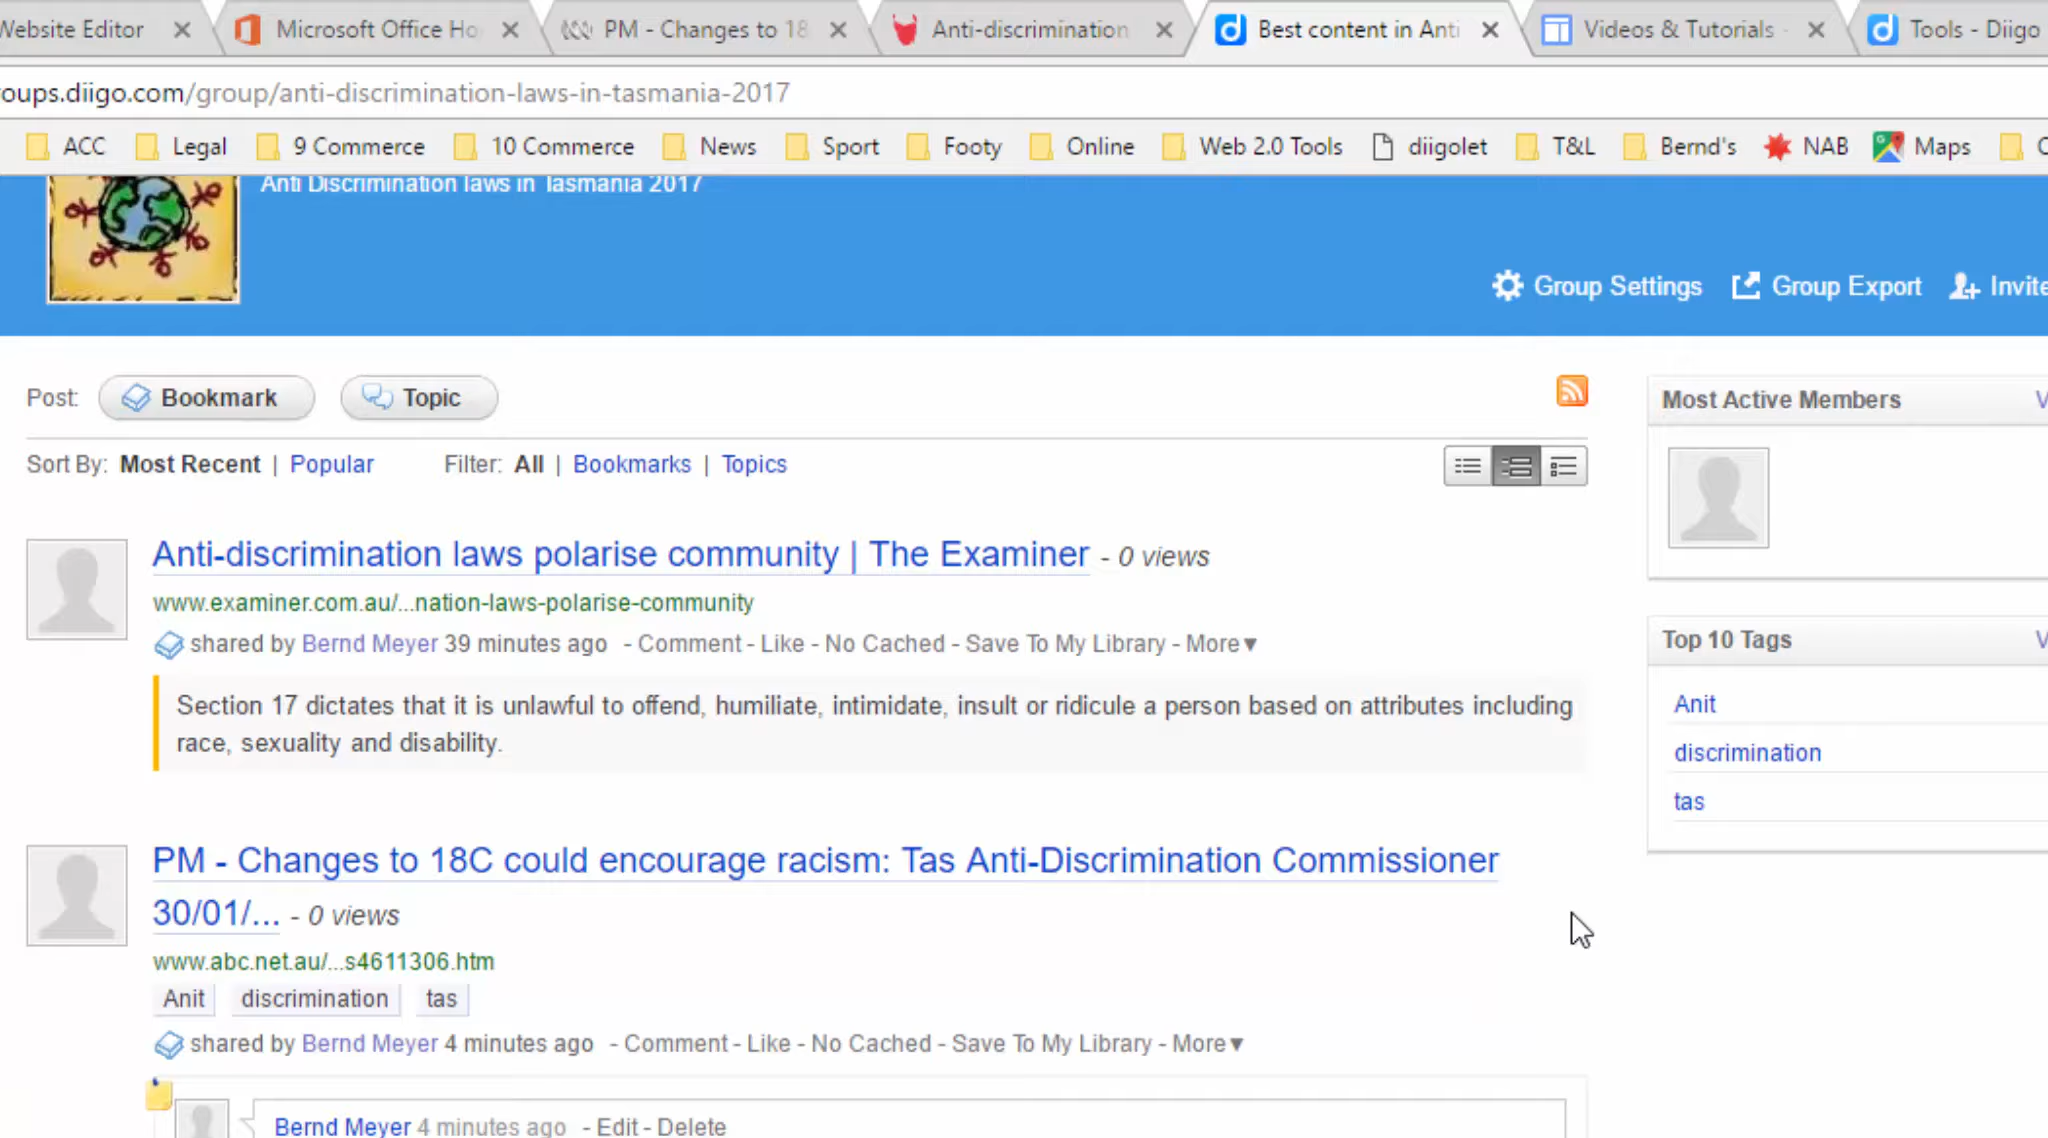 Website Editor
Microsoft Office Ho
PM - Changes to 18
Anti-discrimination
Best content in Anti
Videos & Tutorials -
Tools - Diigo
oups.diigo.com/group/anti-discrimination-laws-in-tasmania-2017
ACC Legal 9 Commerce 10 Commerce News Sport Footy Online Web 2.0 Tools diigolet T&L Bernd's NAB Maps
Anti Discrimination laws in Tasmania 2017
Group Settings Group Export Invite
Post: Bookmark Topic
Most Active Members
Sort By: Most Recent | Popular Filter: All | Bookmarks | Topics
Anti-discrimination laws polarise community | The Examiner - 0 views
www.examiner.com.au/...nation-laws-polarise-community
shared by Bernd Meyer 39 minutes ago - Comment - Like - No Cached - Save To My Library - More▼
Section 17 dictates that it is unlawful to offend, humiliate, intimidate, insult or ridicule a person based on attributes including
race, sexuality and disability.
Top 10 Tags
Anit
discrimination
tas
PM - Changes to 18C could encourage racism: Tas Anti-Discrimination Commissioner
30/01/... - 0 views
www.abc.net.au/...s4611306.htm
Anit discrimination tas
shared by Bernd Meyer 4 minutes ago - Comment - Like - No Cached - Save To My Library - More▼
Bernd Meyer 4 minutes ago - Edit - Delete